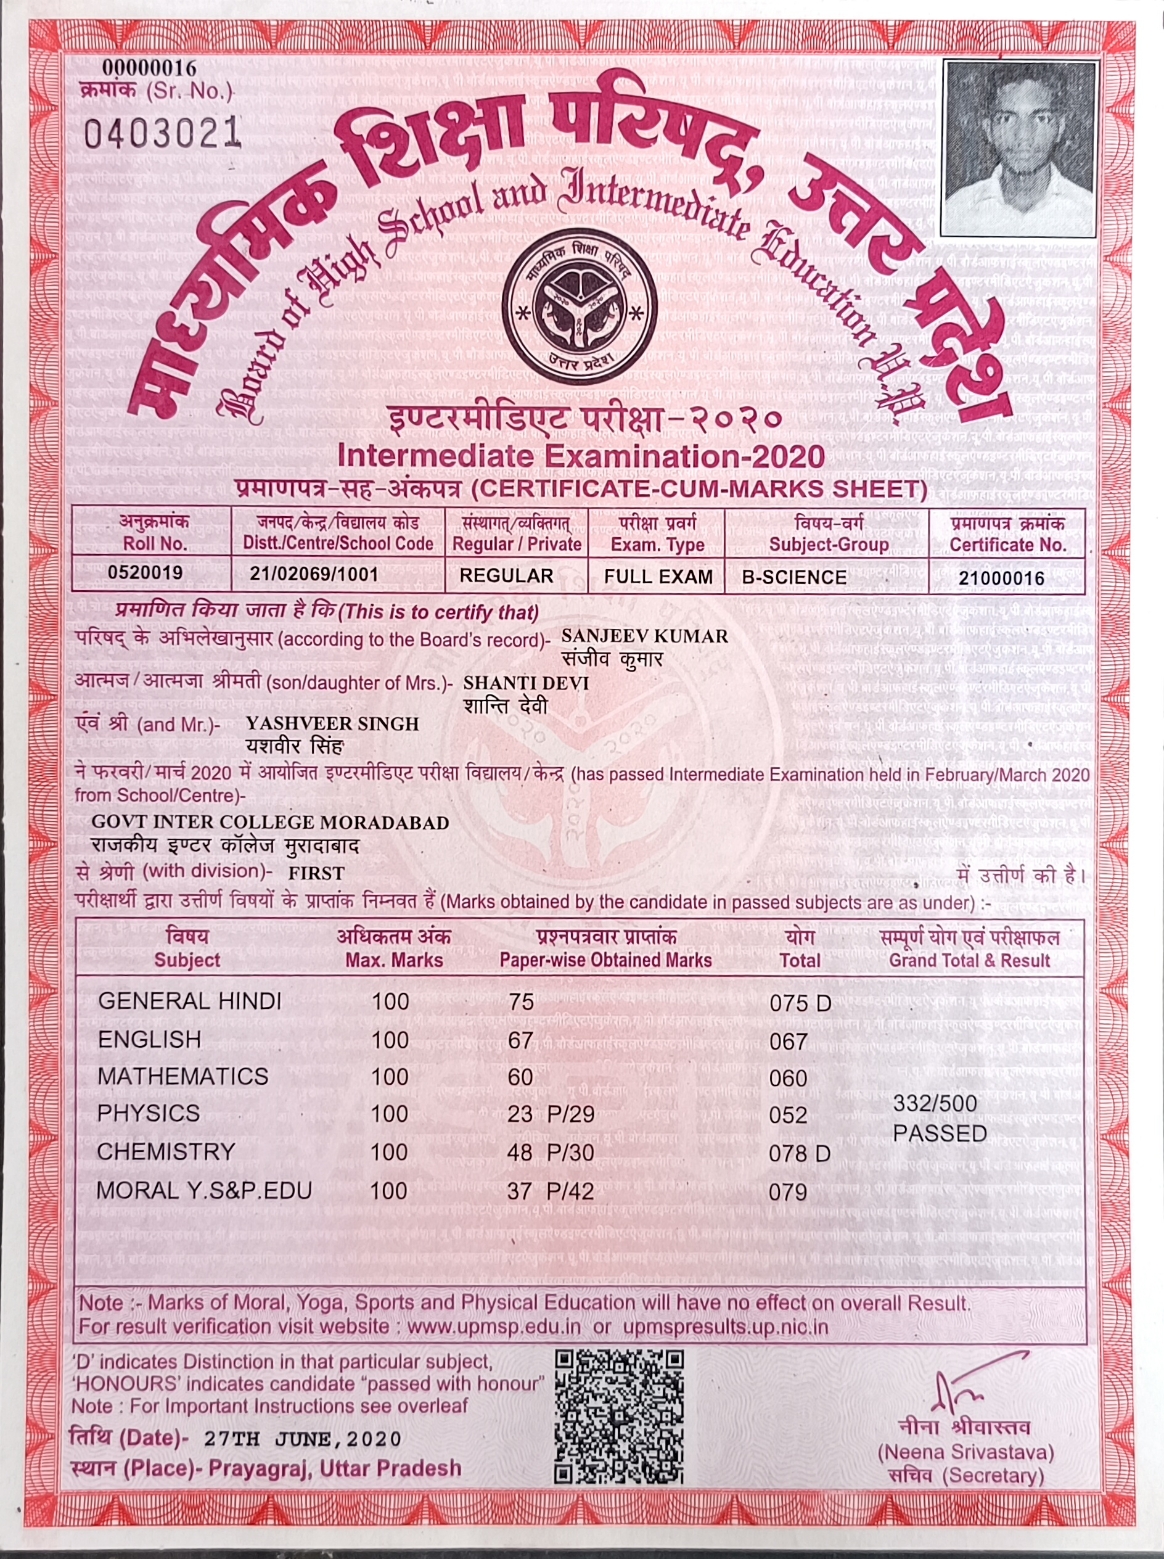 00000016
क्रमांक (Sr. No.)
0403021
माध्यमिक शिक्षा परिषद्, उत्तर प्रदेश
Board of High School and Intermediate Education U.P.
माध्यमिक शिक्षा परिषद्
उत्तर प्रदेश
इण्टरमीडिएट परीक्षा-२०२०
Intermediate Examination-2020
प्रमाणपत्र-सह-अंकपत्र (CERTIFICATE-CUM-MARKS SHEET)
अनुक्रमांक जनपद/केन्द्र/विद्यालय कोड संस्थागत्/व्यक्तिगत् परीक्षा प्रवर्ग विषय-वर्ग प्रमाणपत्र क्रमांक
Roll No. Distt./Centre/School Code Regular / Private Exam. Type Subject-Group Certificate No.
0520019 21/02069/1001 REGULAR FULL EXAM B-SCIENCE 21000016
प्रमाणित किया जाता है कि (This is to certify that)
परिषद् के अभिलेखानुसार (according to the Board's record)- SANJEEV KUMAR
संजीव कुमार
आत्मज/आत्मजा श्रीमती (son/daughter of Mrs.)- SHANTI DEVI
शान्ति देवी
एवं श्री (and Mr.)- YASHVEER SINGH
यशवीर सिंह
ने फरवरी/मार्च 2020 में आयोजित इण्टरमीडिएट परीक्षा विद्यालय/केन्द्र (has passed Intermediate Examination held in February/March 2020
from School/Centre)-
GOVT INTER COLLEGE MORADABAD
राजकीय इण्टर कॉलेज मुरादाबाद
से श्रेणी (with division)- FIRST में उत्तीर्ण की है।
परीक्षार्थी द्वारा उत्तीर्ण विषयों के प्राप्तांक निम्नवत हैं (Marks obtained by the candidate in passed subjects are as under) :-
विषय अधिकतम अंक प्रश्नपत्रवार प्राप्तांक योग सम्पूर्ण योग एवं परीक्षाफल
Subject Max. Marks Paper-wise Obtained Marks Total Grand Total & Result
GENERAL HINDI 100 75 075 D
ENGLISH 100 67 067
MATHEMATICS 100 60 060
PHYSICS 100 23 P/29 052
332/500
PASSED
CHEMISTRY 100 48 P/30 078 D
MORAL Y.S&P.EDU 100 37 P/42 079
Note :- Marks of Moral, Yoga, Sports and Physical Education will have no effect on overall Result.
For result verification visit website : www.upmsp.edu.in or upmspresults.up.nic.in
'D' indicates Distinction in that particular subject,
'HONOURS' indicates candidate "passed with honour"
Note : For Important Instructions see overleaf
तिथि (Date)- 27TH JUNE, 2020
स्थान (Place)- Prayagraj, Uttar Pradesh
नीना श्रीवास्तव
(Neena Srivastava)
सचिव (Secretary)